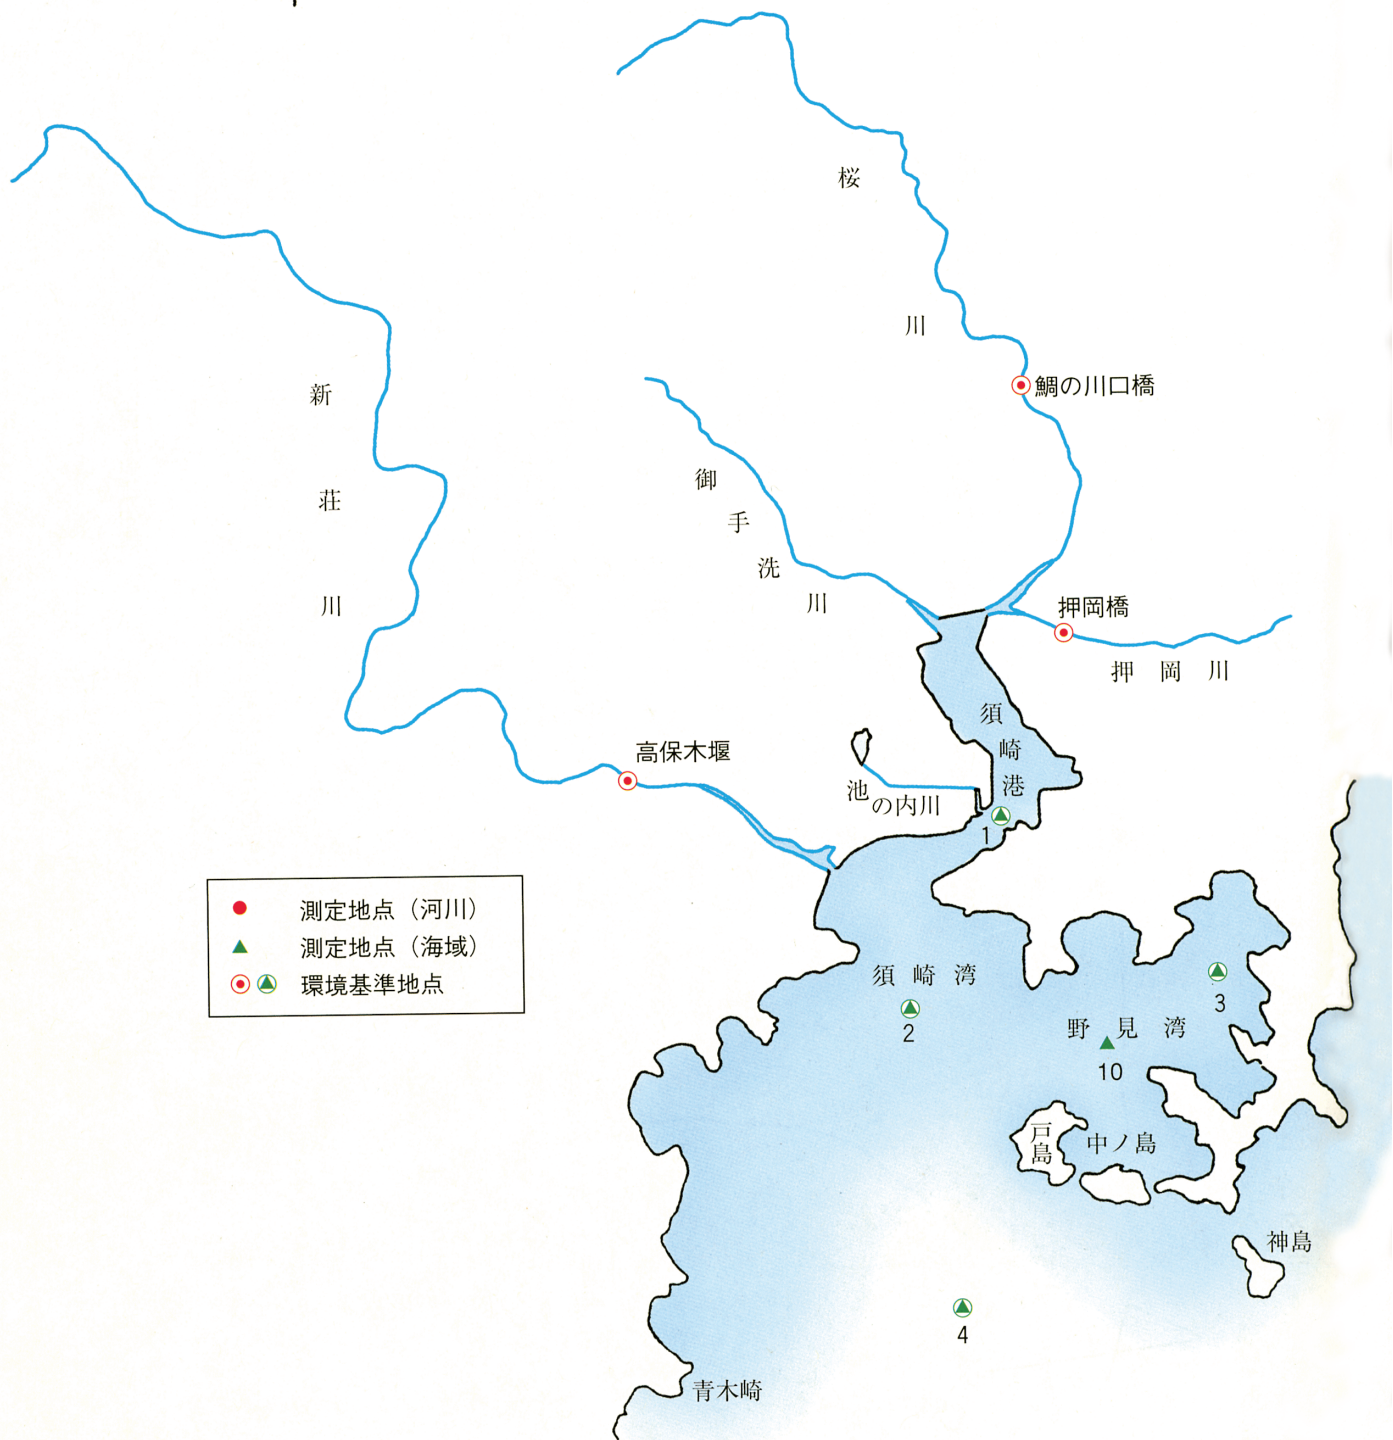 桜川
新荘川
鯛の川口橋
御手洗川
押岡橋
押岡川
須崎港
高保木堰
池の内川
1
測定地点（河川）
測定地点（海域）
環境基準地点
須崎湾
2
3
野見湾
10
戸島
中ノ島
神島
4
青木崎